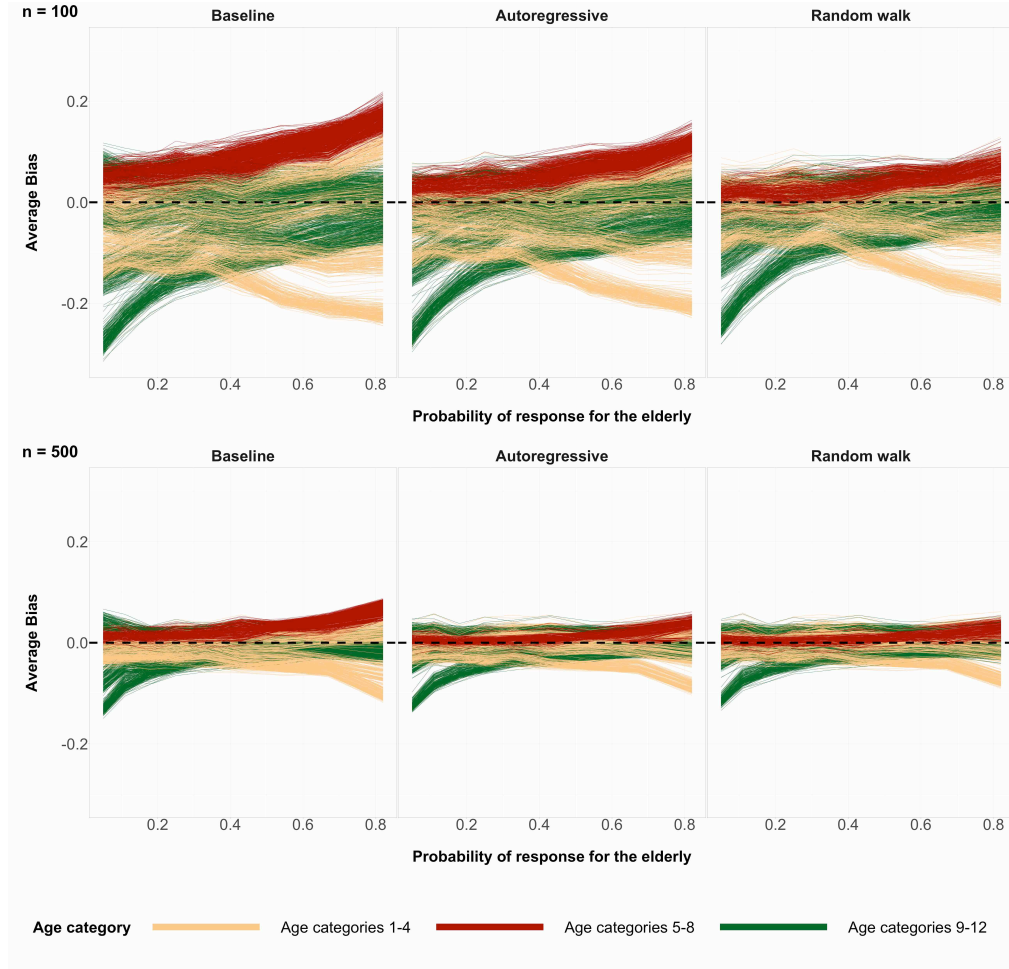 n = 100
Baseline Autoregressive Random walk
0.2
0.0
-0.2
Average Bias
0.2 0.4 0.6 0.8 0.2 0.4 0.6 0.8 0.2 0.4 0.6 0.8
Probability of response for the elderly
n = 500
Baseline Autoregressive Random walk
0.2
0.0
-0.2
Average Bias
0.2 0.4 0.6 0.8 0.2 0.4 0.6 0.8 0.2 0.4 0.6 0.8
Probability of response for the elderly
Age category Age categories 1-4 Age categories 5-8 Age categories 9-12